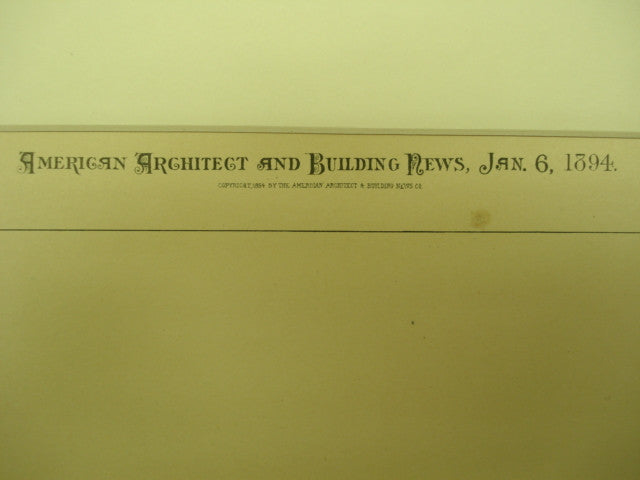 American Architect and Building News, Jan. 6, 1894.
COPYRIGHT, 1894 BY THE AMERICAN ARCHITECT & BUILDING NEWS CO.